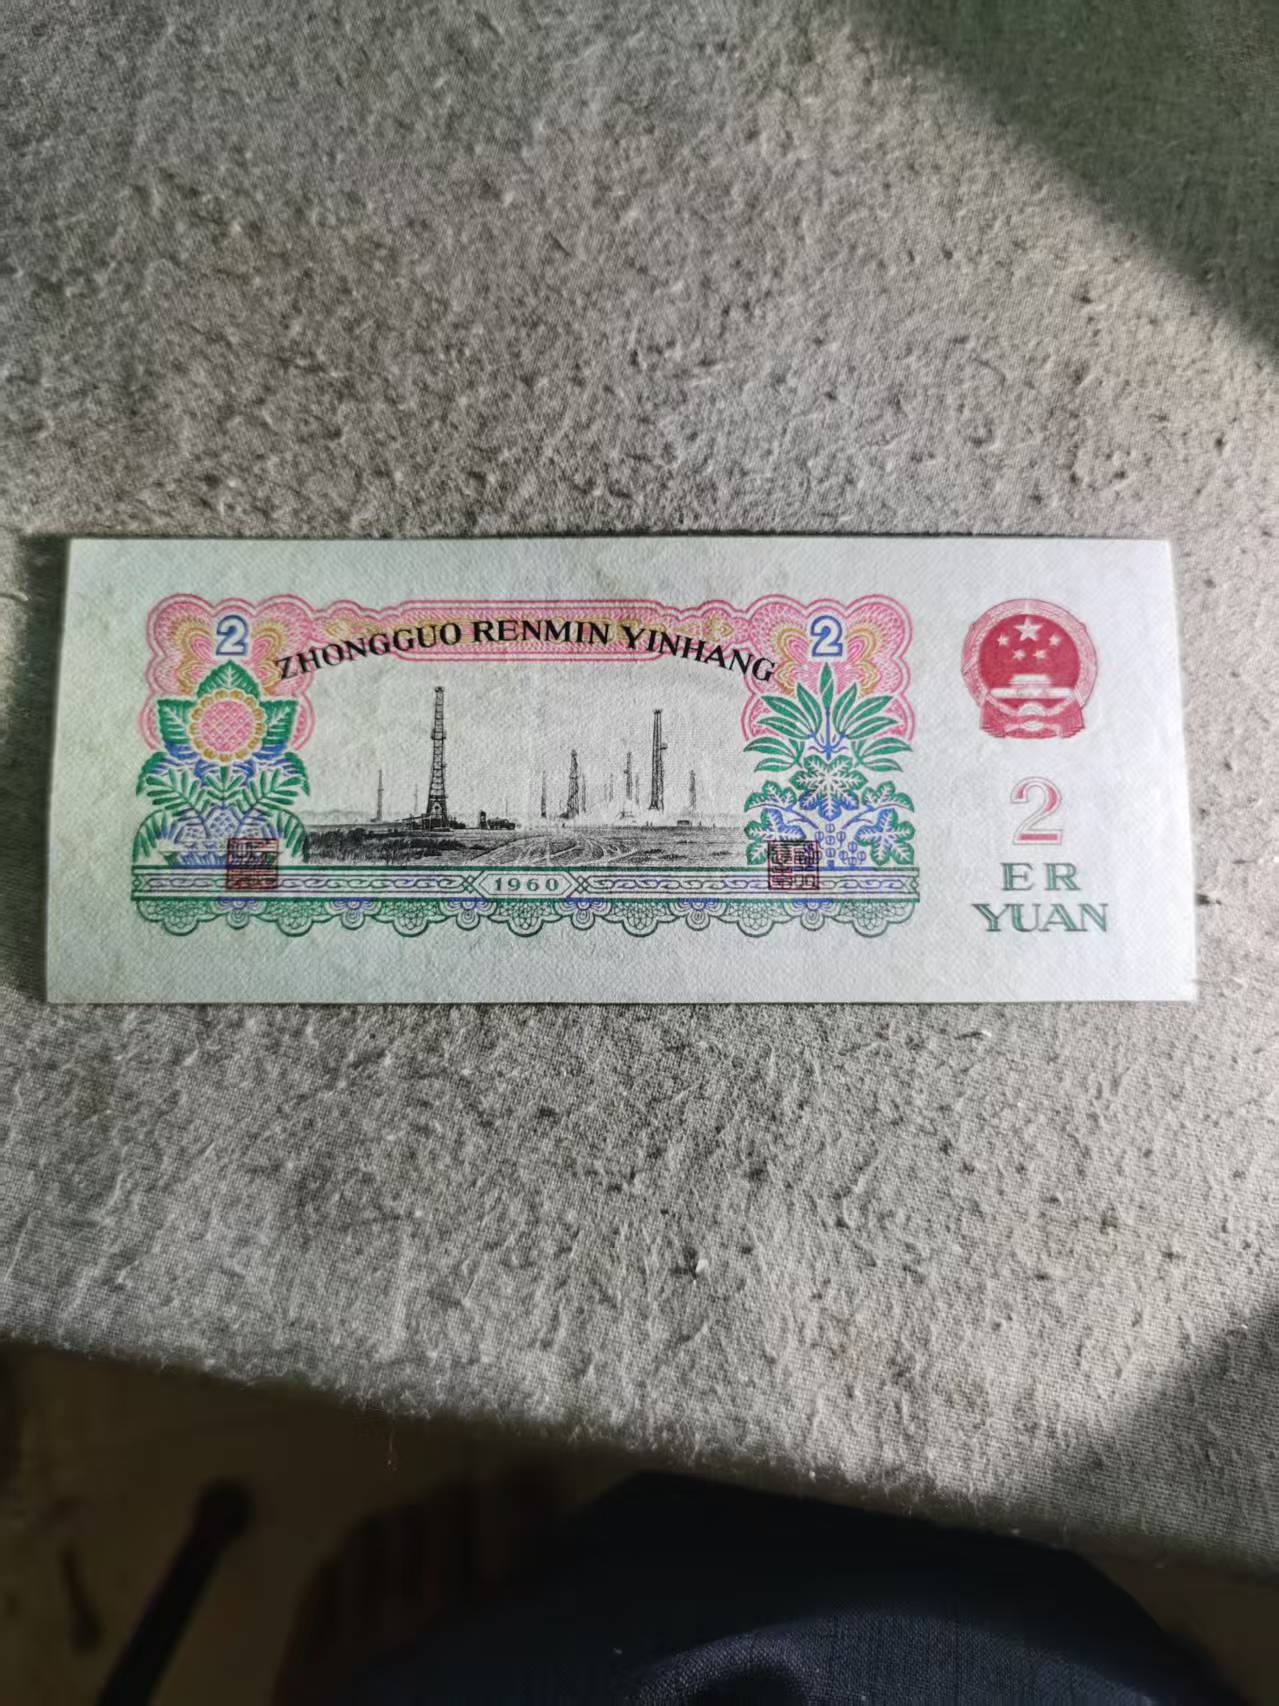 2
2
ZHONGGUO RENMIN YINHANG
1960
2
ER
YUAN